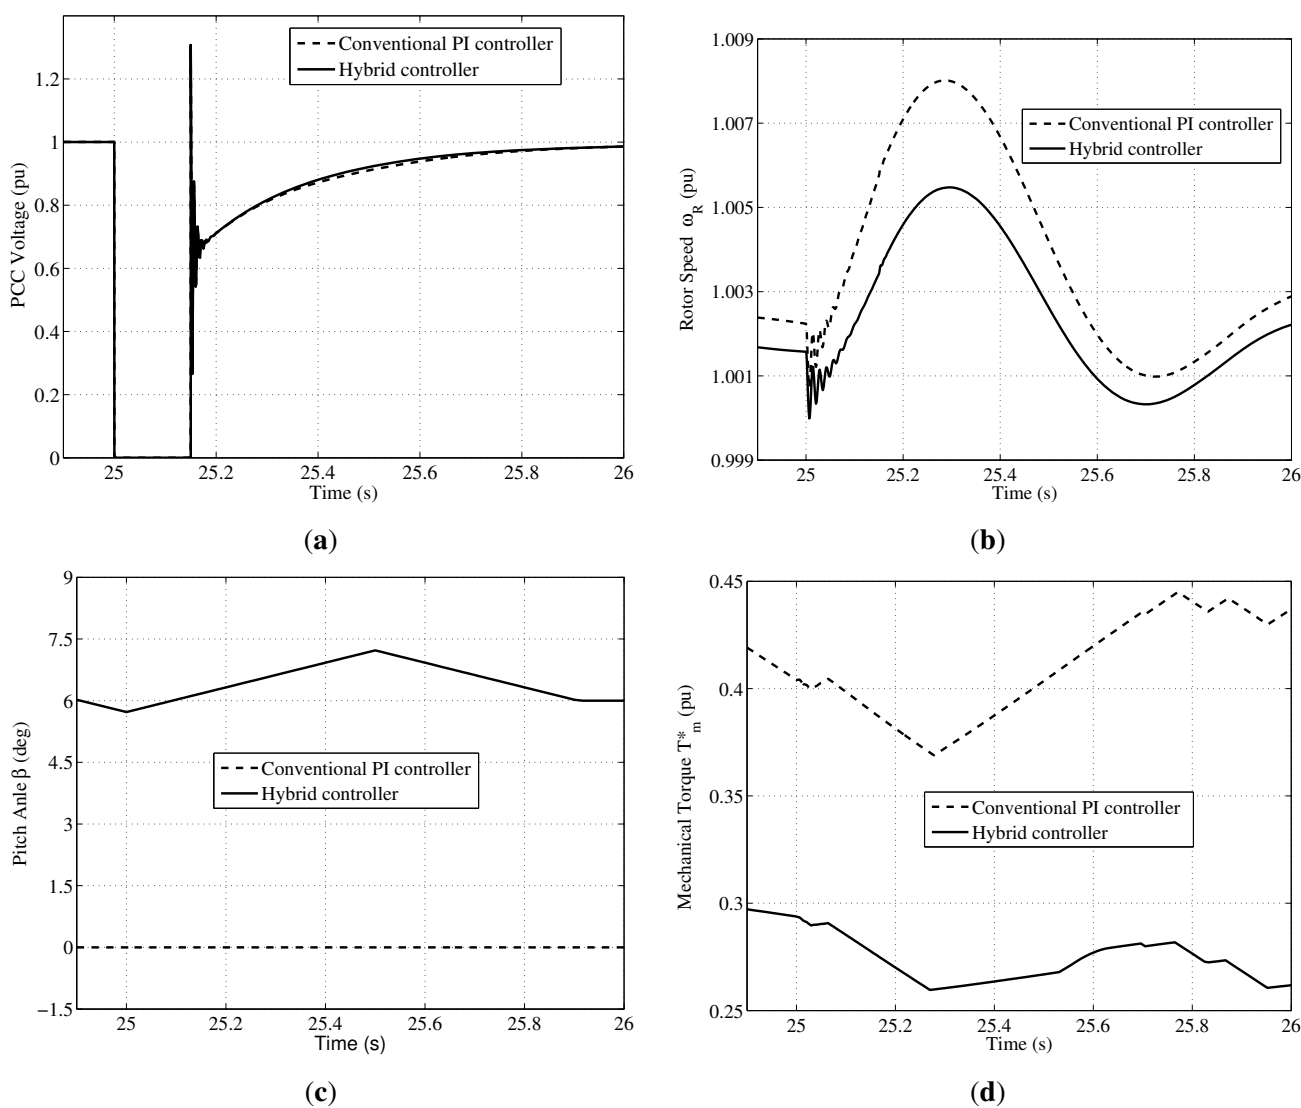 Conventional PI controller
Hybrid controller
1.2
1
0.8
0.6
0.4
0.2
0
PCC Voltage (pu)
25
25.2
25.4
25.6
25.8
26
Time (s)
(a)
1.009
1.007
1.005
1.003
1.001
0.999
Rotor Speed ω_R (pu)
Conventional PI controller
Hybrid controller
25
25.2
25.4
25.6
25.8
26
Time (s)
(b)
9
7.5
6
4.5
3
1.5
0
−1.5
Pitch Anle β (deg)
Conventional PI controller
Hybrid controller
25
25.2
25.4
25.6
25.8
26
Time (s)
(c)
0.45
0.4
0.35
0.3
0.25
Mechanical Torque T*_m (pu)
Conventional PI controller
Hybrid controller
25
25.2
25.4
25.6
25.8
26
Time (s)
(d)